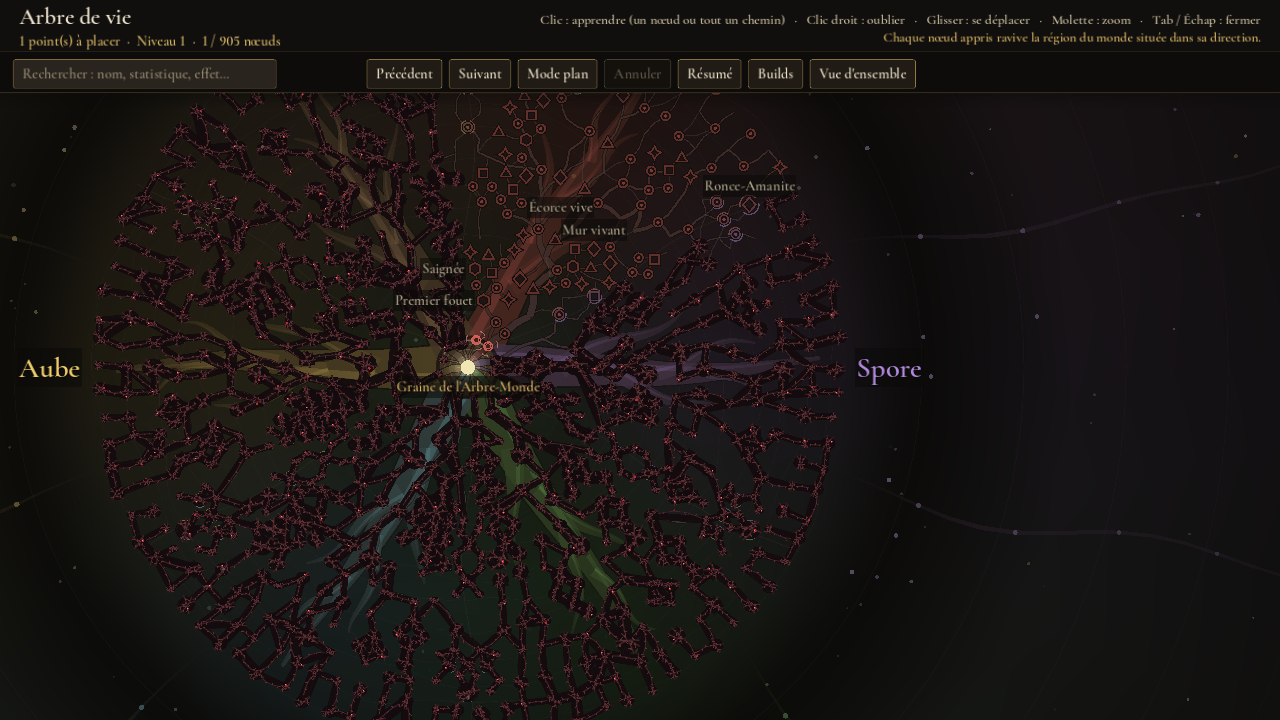 Arbre de vie
1 point(s) à placer · Niveau 1 · 1 / 905 nœuds
Clic : apprendre (un nœud ou tout un chemin) · Clic droit : oublier · Glisser : se déplacer · Molette : zoom · Tab / Échap : fermer
Chaque nœud appris ravive la région du monde située dans sa direction.
Rechercher : nom, statistique, effet...
Précédent
Suivant
Mode plan
Annuler
Résumé
Builds
Vue d'ensemble
Ronce-Amanite
Écorce vive
Mur vivant
Saignée
Premier fouet
Aube
Spore
Graine de l'Arbre-Monde